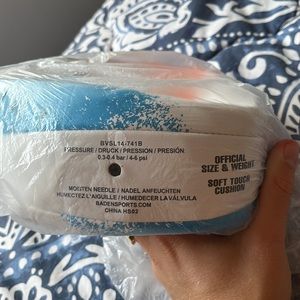 BVSL14-741B
PRESSURE / DRUCK / PRESSION / PRESIÓN
0.3-0.4 bar / 4-6 psi
OFFICIAL
SIZE & WEIGHT
SOFT TOUCH
CUSHION
MOISTEN NEEDLE / NADEL ANFEUCHTEN
HUMECTEZ L'AIGUILLE / HUMEDECER LA VÁLVULA
BADENSPORTS.COM
CHINA HS03